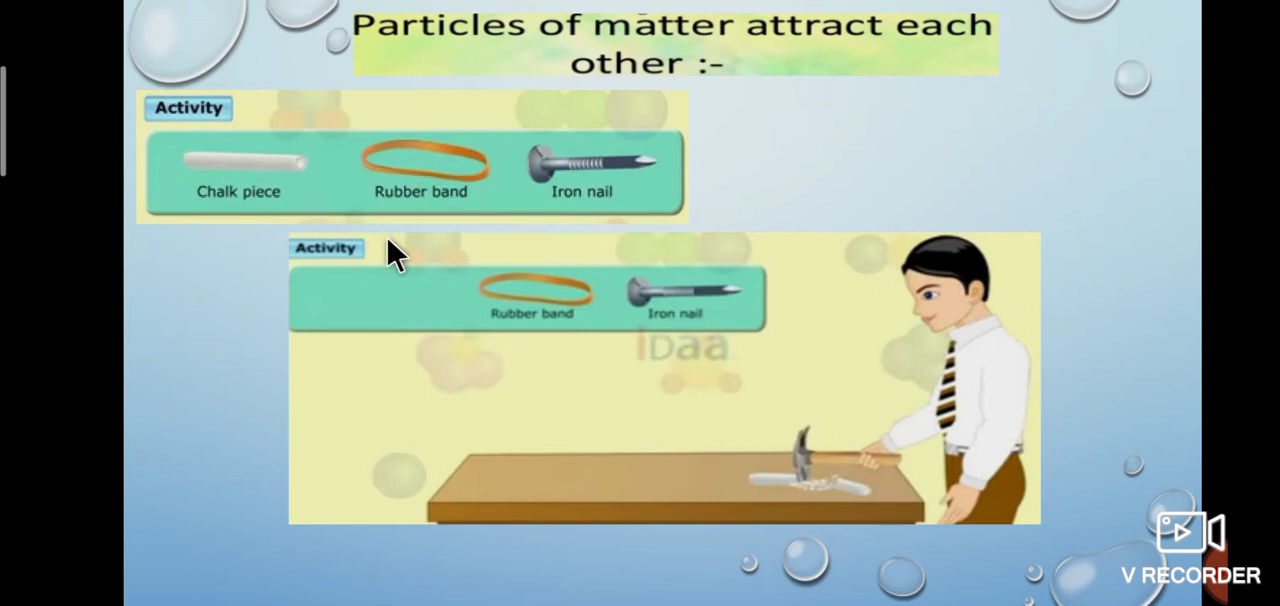 Particles of matter attract each
other :-
Activity
Chalk piece
Rubber band
Iron nail
Activity
Rubber band
Iron nail
iDaa
V RECORDER